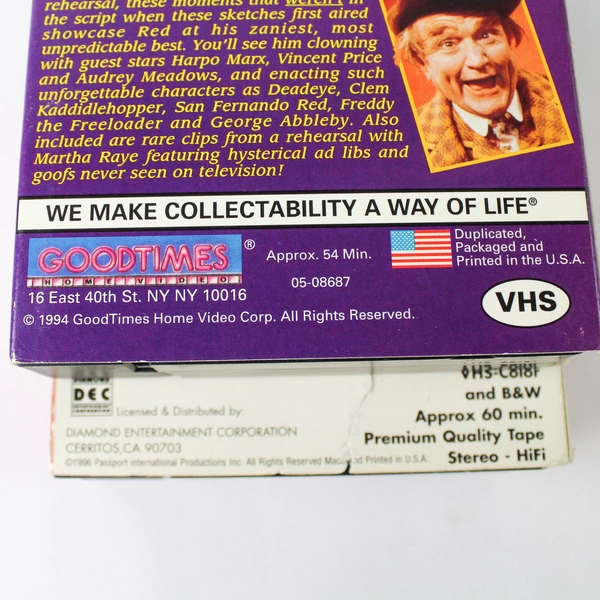 rehearsal, these moments that weren't in
the script when these sketches first aired
showcase Red at his zaniest, most
unpredictable best. You'll see him clowning
with guest stars Harpo Marx, Vincent Price
and Audrey Meadows, and enacting such
unforgettable characters as Deadeye, Clem
Kaddidlehopper, San Fernando Red, Freddy
the Freeloader and George Abbleby. Also
included are rare clips from a rehearsal with
Martha Raye featuring hysterical ad libs and
goofs never seen on television!
WE MAKE COLLECTABILITY A WAY OF LIFE®
GOODTIMES®
HOME VIDEO
16 East 40th St. NY NY 10016
© 1994 GoodTimes Home Video Corp. All Rights Reserved.
Approx. 54 Min.
05-08687
Duplicated,
Packaged and
Printed in the U.S.A.
VHS
DIAMOND
DEC
Licensed & Distributed by:
DIAMOND ENTERTAINMENT CORPORATION
CERRITOS, CA 90703
©1996 Passport International Productions Inc. All Rights Reserved Made and Printed in U.S.A.
and B&W
Approx 60 min.
Premium Quality Tape
Stereo - HiFi